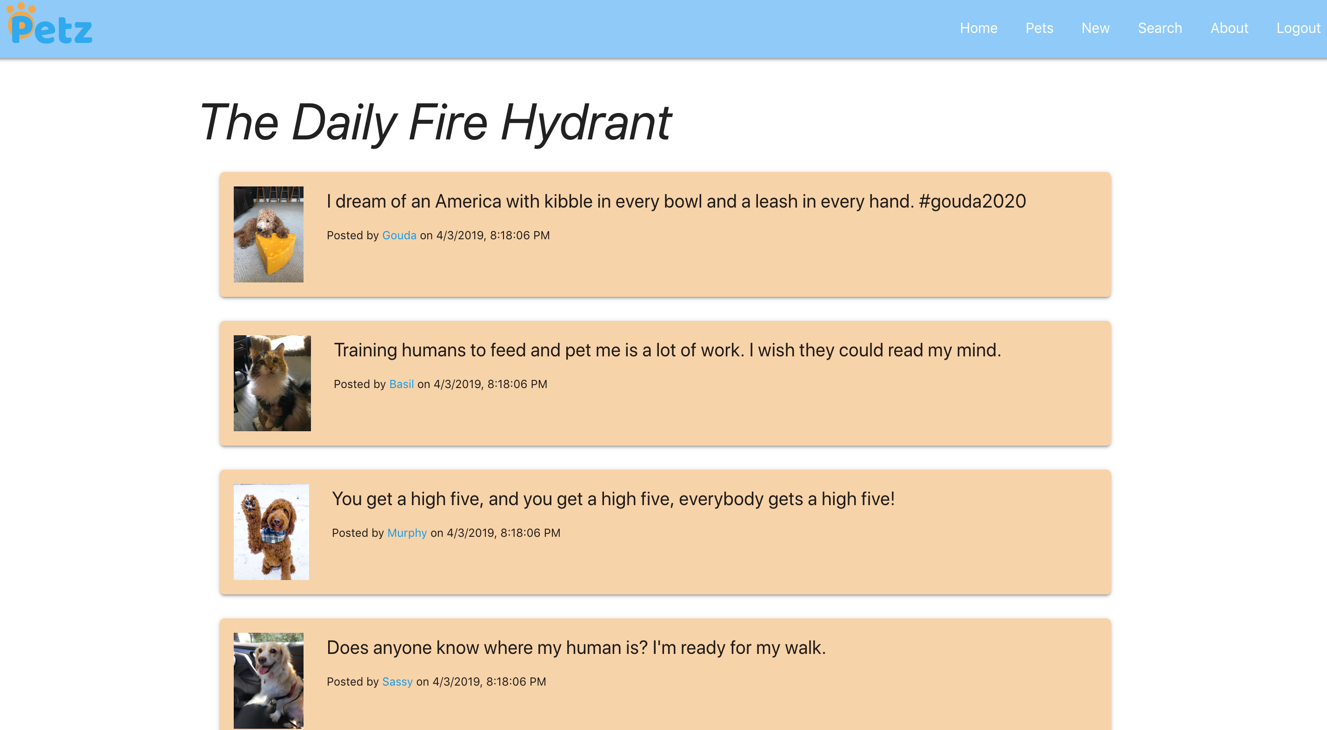 Petz
Home Pets New Search About Logout
The Daily Fire Hydrant
I dream of an America with kibble in every bowl and a leash in every hand. #gouda2020
Posted by Gouda on 4/3/2019, 8:18:06 PM
Training humans to feed and pet me is a lot of work. I wish they could read my mind.
Posted by Basil on 4/3/2019, 8:18:06 PM
You get a high five, and you get a high five, everybody gets a high five!
Posted by Murphy on 4/3/2019, 8:18:06 PM
Does anyone know where my human is? I'm ready for my walk.
Posted by Sassy on 4/3/2019, 8:18:06 PM